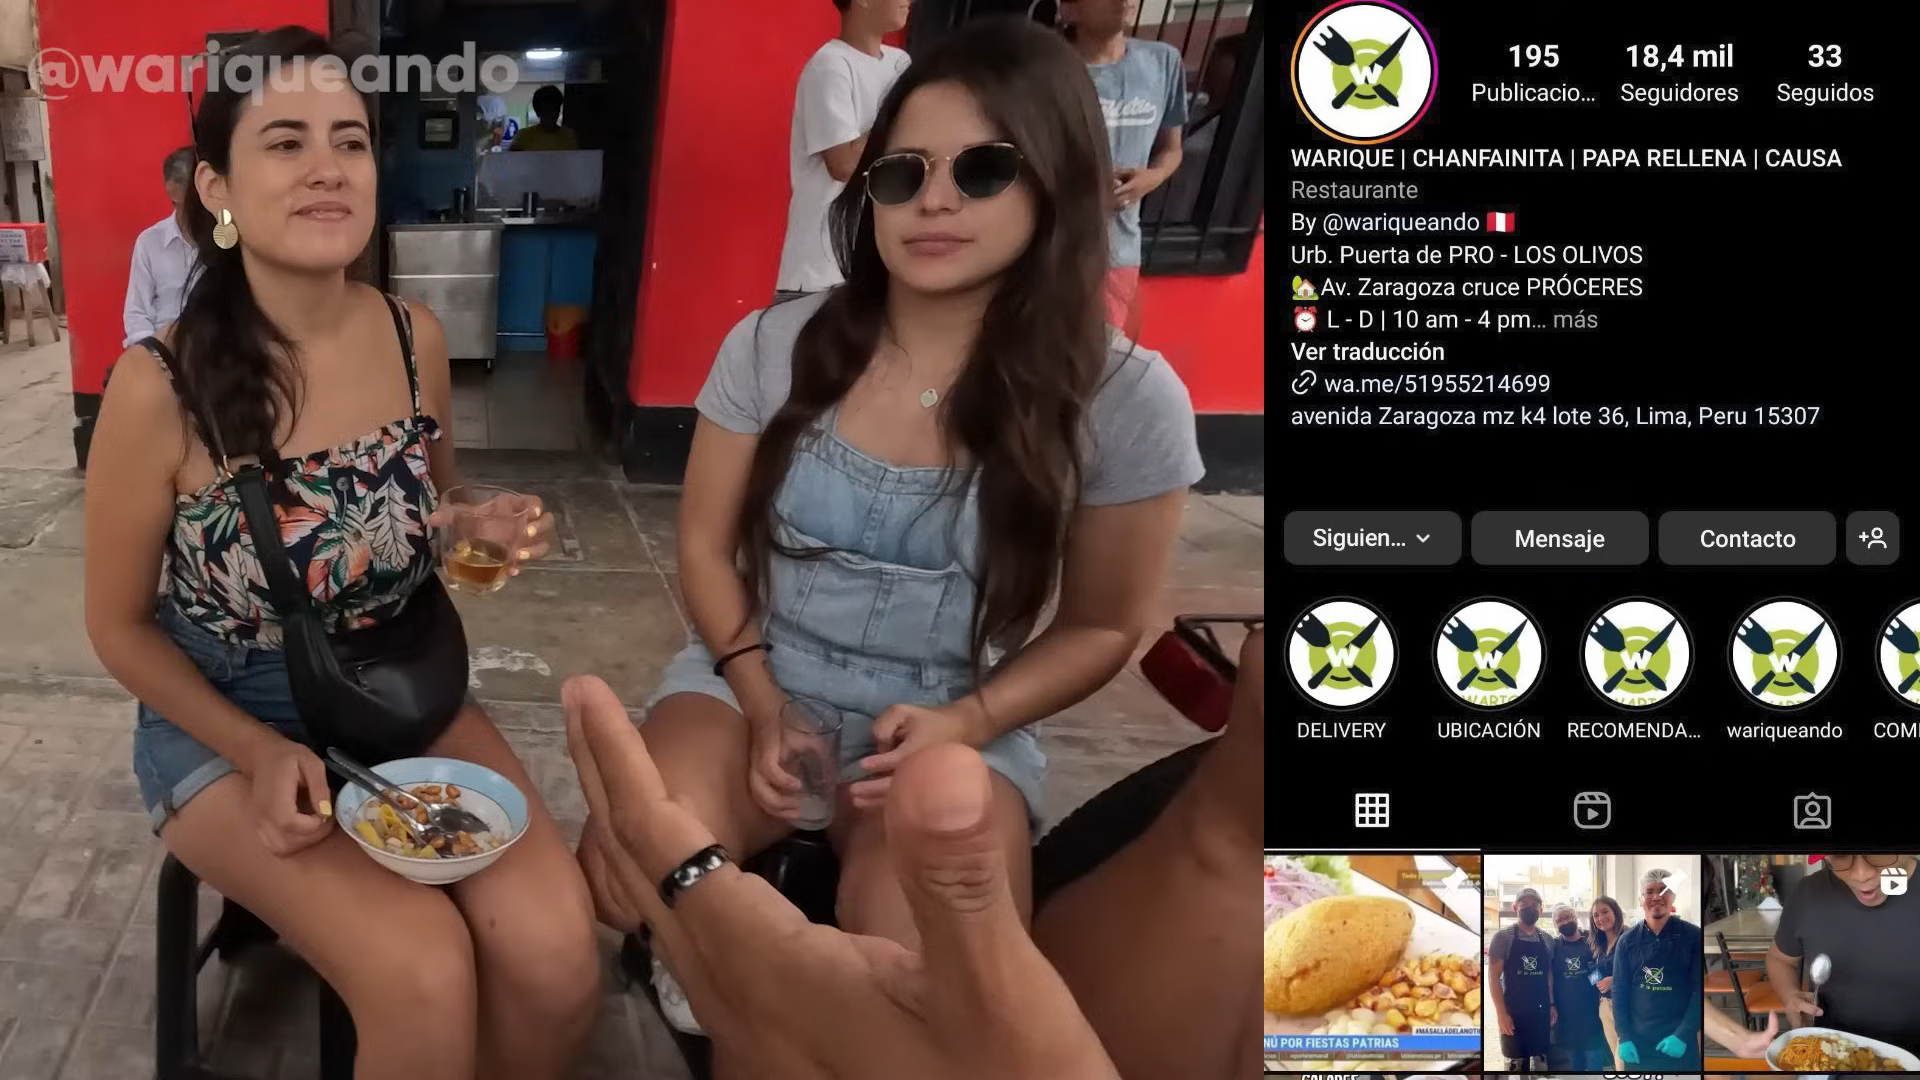 @wariqueando
195
Publicacio...
18,4 mil
Seguidores
33
Seguidos
WARIQUE | CHANFAINITA | PAPA RELLENA | CAUSA
Restaurante
By @wariqueando 🇵🇪
Urb. Puerta de PRO - LOS OLIVOS
🏡Av. Zaragoza cruce PRÓCERES
⏰ L - D | 10 am - 4 pm... más
Ver traducción
wa.me/51955214699
avenida Zaragoza mz k4 lote 36, Lima, Peru 15307
Siguien...
Mensaje
Contacto
W
W
W
W
W
DELIVERY
UBICACIÓN
RECOMENDA...
wariqueando
COM
#MASALLADELANOTI
NÚ POR FIESTAS PATRIAS